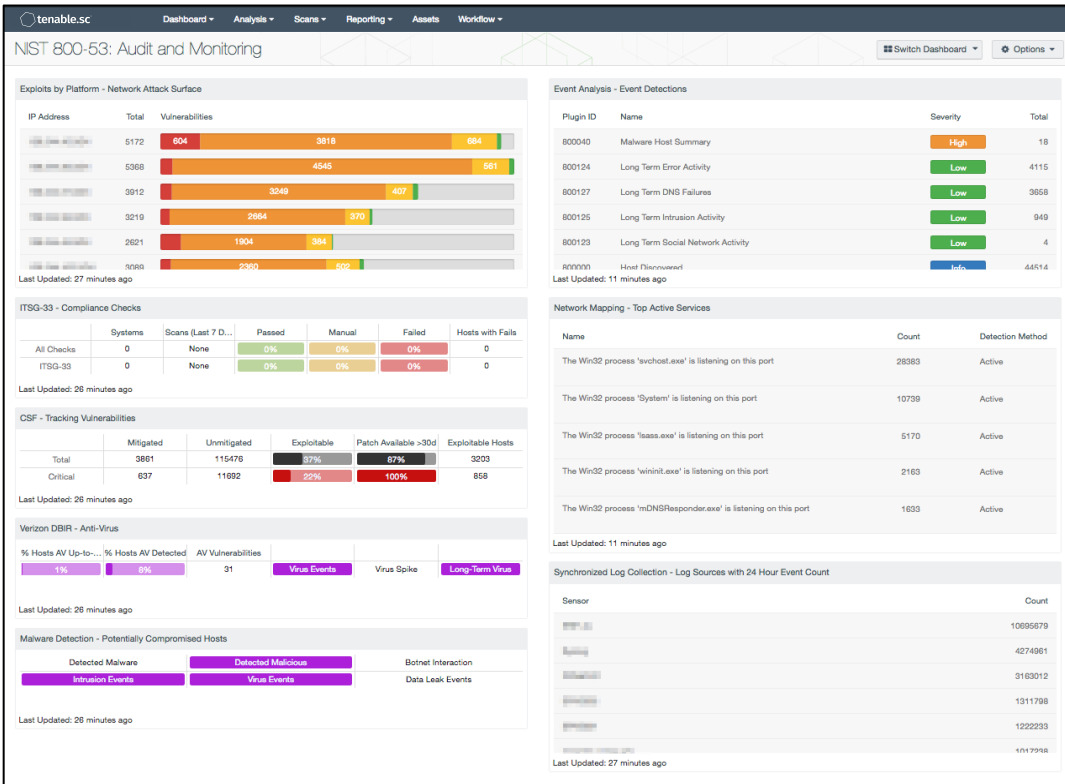 tenable.sc
Dashboard Analysis Scans Reporting Assets Workflow
NIST 800-53: Audit and Monitoring
Switch Dashboard Options
Exploits by Platform - Network Attack Surface
IP Address Total Vulnerabilities
5172 604 3818 684
5368 4545 561
3912 3249 407
3219 2664 370
2621 1904 384
3089 2360 502
Last Updated: 27 minutes ago
ITSG-33 - Compliance Checks
Systems Scans (Last 7 D... Passed Manual Failed Hosts with Fails
All Checks 0 None 0% 0% 0% 0
ITSG-33 0 None 0% 0% 0% 0
Last Updated: 26 minutes ago
CSF - Tracking Vulnerabilities
Mitigated Unmitigated Exploitable Patch Available >30d Exploitable Hosts
Total 3861 115476 37% 87% 3203
Critical 637 11692 22% 100% 858
Last Updated: 26 minutes ago
Verizon DBIR - Anti-Virus
% Hosts AV Up-to-... % Hosts AV Detected AV Vulnerabilities
1% 8% 31 Virus Events Virus Spike Long-Term Virus
Last Updated: 26 minutes ago
Malware Detection - Potentially Compromised Hosts
Detected Malware Detected Malicious Botnet Interaction
Intrusion Events Virus Events Data Leak Events
Last Updated: 26 minutes ago
Event Analysis - Event Detections
Plugin ID Name Severity Total
800040 Malware Host Summary High 18
800124 Long Term Error Activity Low 4115
800127 Long Term DNS Failures Low 3658
800125 Long Term Intrusion Activity Low 949
800123 Long Term Social Network Activity Low 4
800000 Host Discovered Info 44514
Last Updated: 11 minutes ago
Network Mapping - Top Active Services
Name Count Detection Method
The Win32 process 'svchost.exe' is listening on this port 28383 Active
The Win32 process 'System' is listening on this port 10739 Active
The Win32 process 'lsass.exe' is listening on this port 5170 Active
The Win32 process 'wininit.exe' is listening on this port 2163 Active
The Win32 process 'mDNSResponder.exe' is listening on this port 1633 Active
Last Updated: 11 minutes ago
Synchronized Log Collection - Log Sources with 24 Hour Event Count
Sensor Count
10695679
4274961
3163012
1311798
1222233
1017238
Last Updated: 27 minutes ago